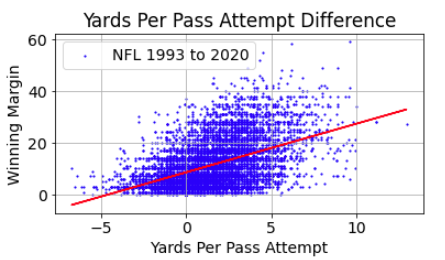 Yards Per Pass Attempt Difference
60
NFL 1993 to 2020
40
20
0
Winning Margin
−5 0 5 10
Yards Per Pass Attempt